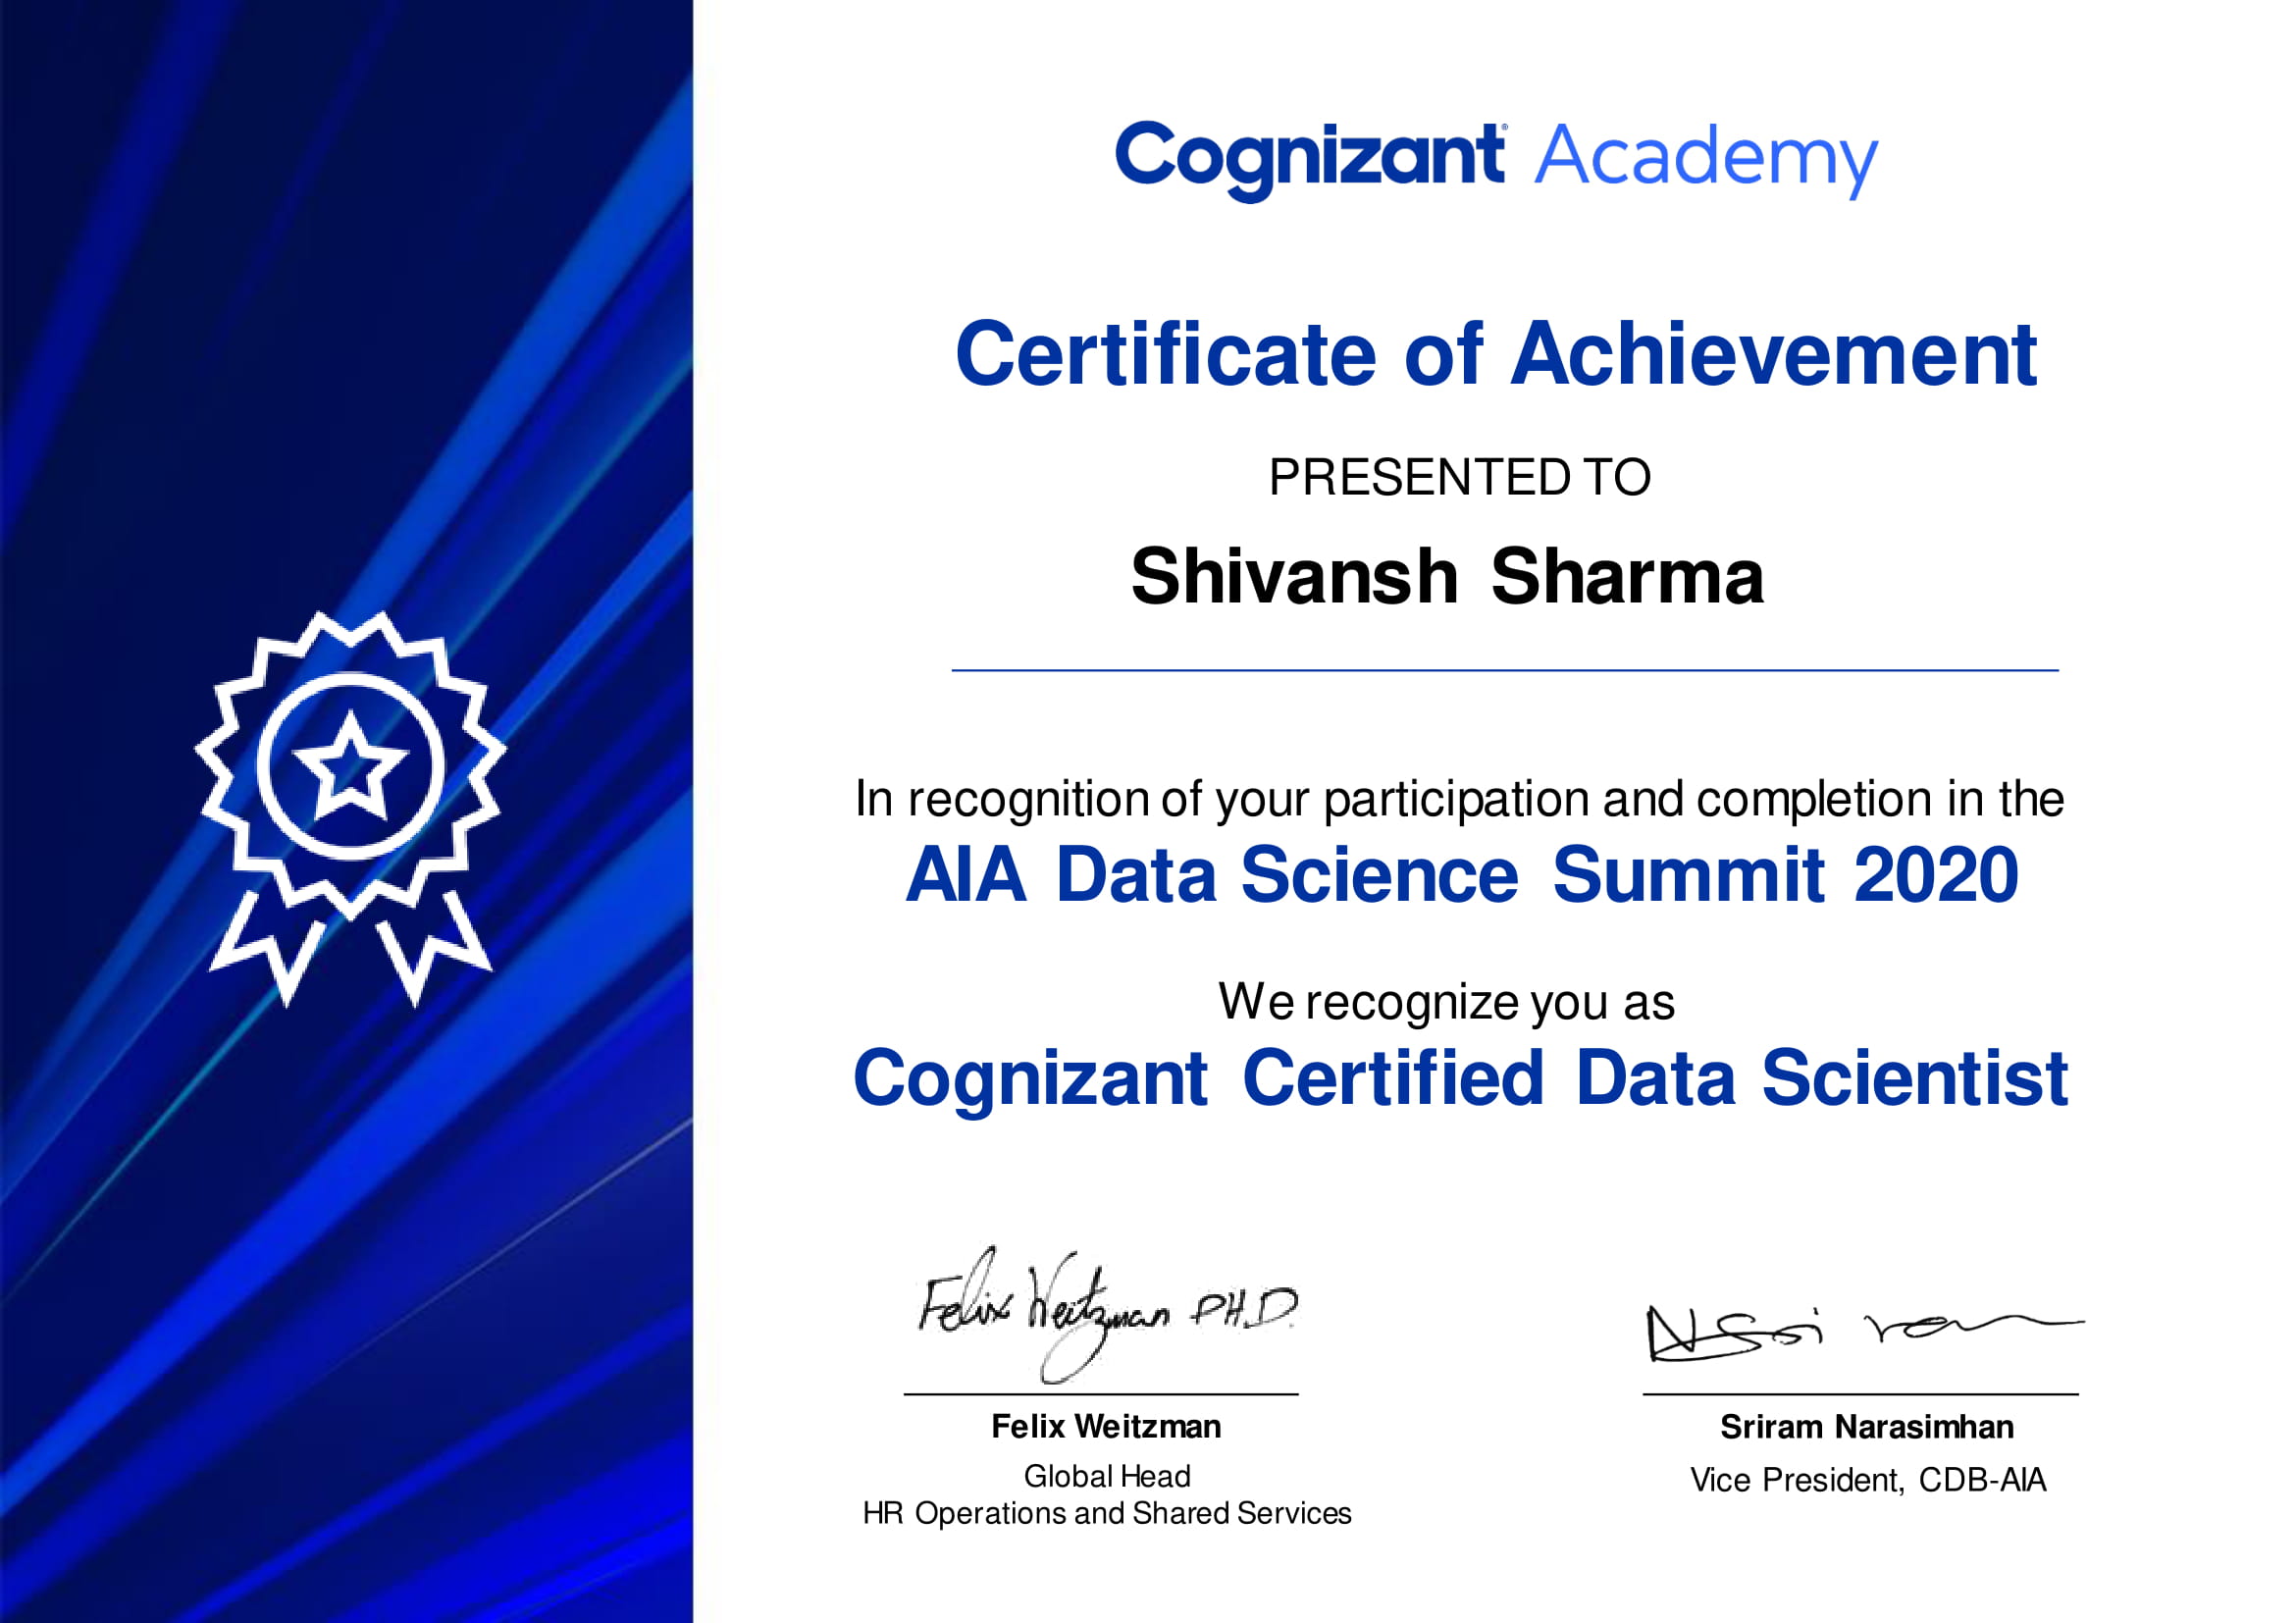 Cognizant® Academy
Certificate of Achievement
PRESENTED TO
Shivansh Sharma
In recognition of your participation and completion in the
AIA Data Science Summit 2020
We recognize you as
Cognizant Certified Data Scientist
Felix Weitzman PH.D.
Felix Weitzman
Global Head
HR Operations and Shared Services
Sriram Narasimhan
Vice President, CDB-AIA